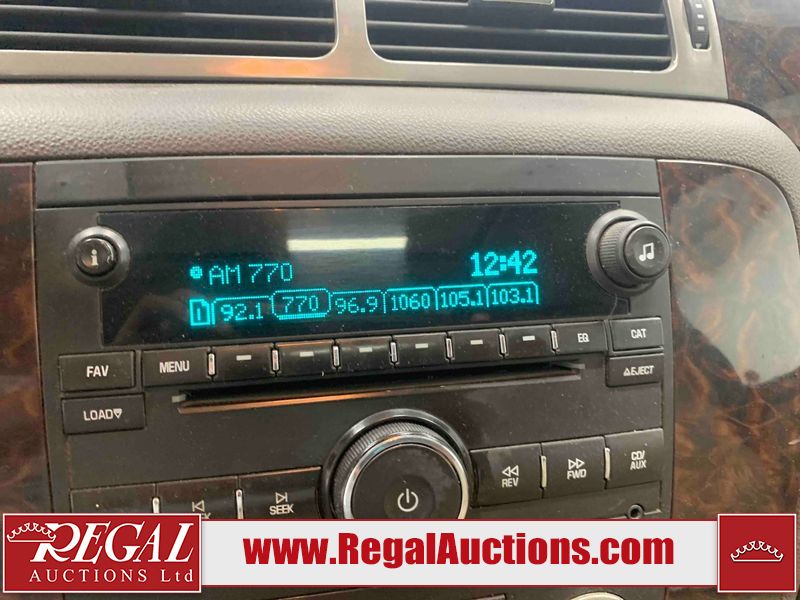 i
AM 770
12:42
1
92.1 770 96.9 1060 105.1 103.1
FAV
MENU
EQ
CAT
LOAD
EJECT
REV
FWD
CD/
AUX
SEEK
REGAL
AUCTIONS Ltd
www.RegalAuctions.com